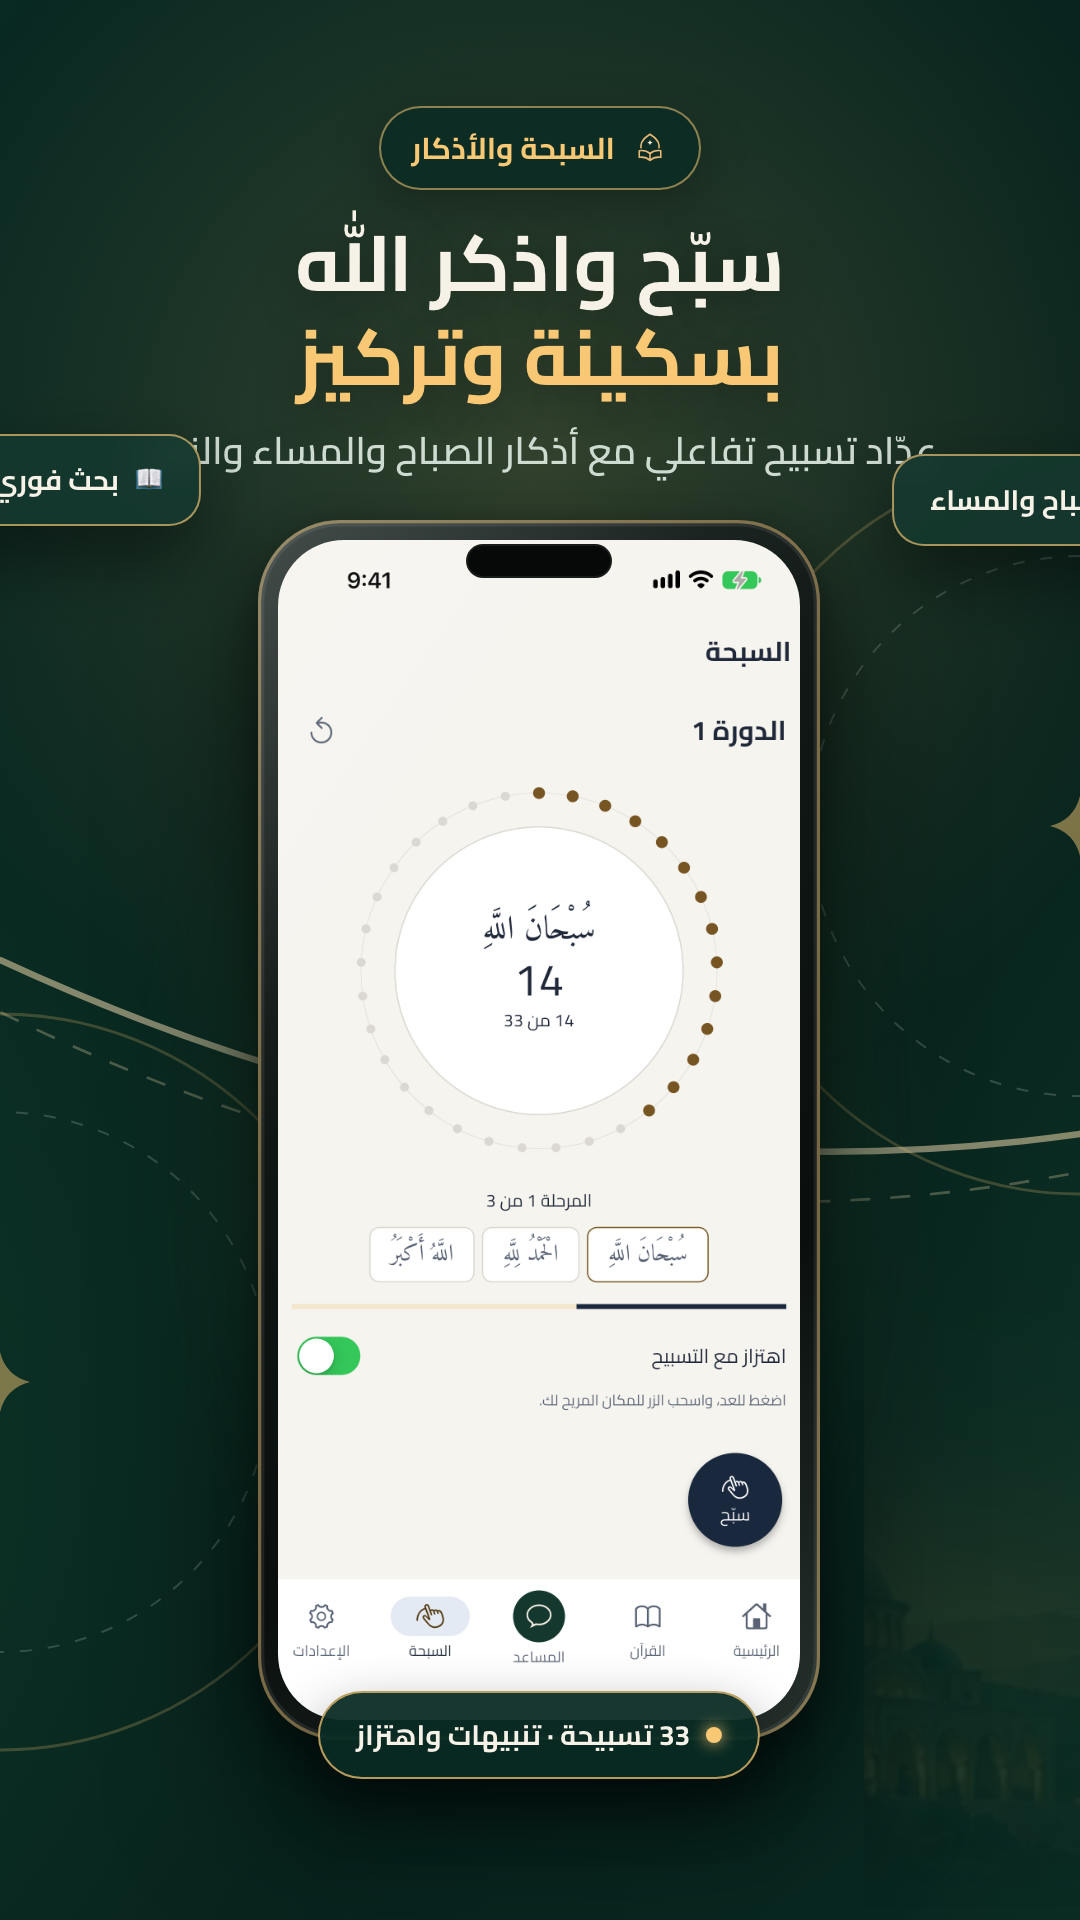 السبحة والأذكار
سبّح واذكر الله
بسكينة وتركيز
عدّاد تسبيح تفاعلي مع أذكار الصباح والمساء
بحث فوري
والمساء
9:41
السبحة
الدورة 1
سُبْحَانَ اللَّهِ
14
14 من 33
المرحلة 1 من 3
سُبْحَانَ اللَّهِ
الْحَمْدُ لِلَّهِ
اللَّهُ أَكْبَرُ
اهتزاز مع التسبيح
اضغط للعد، واسحب الزر للمكان المريح لك.
سبّح
الرئيسية
القرآن
المساعد
السبحة
الإعدادات
33 تسبيحة · تنبيهات واهتزاز